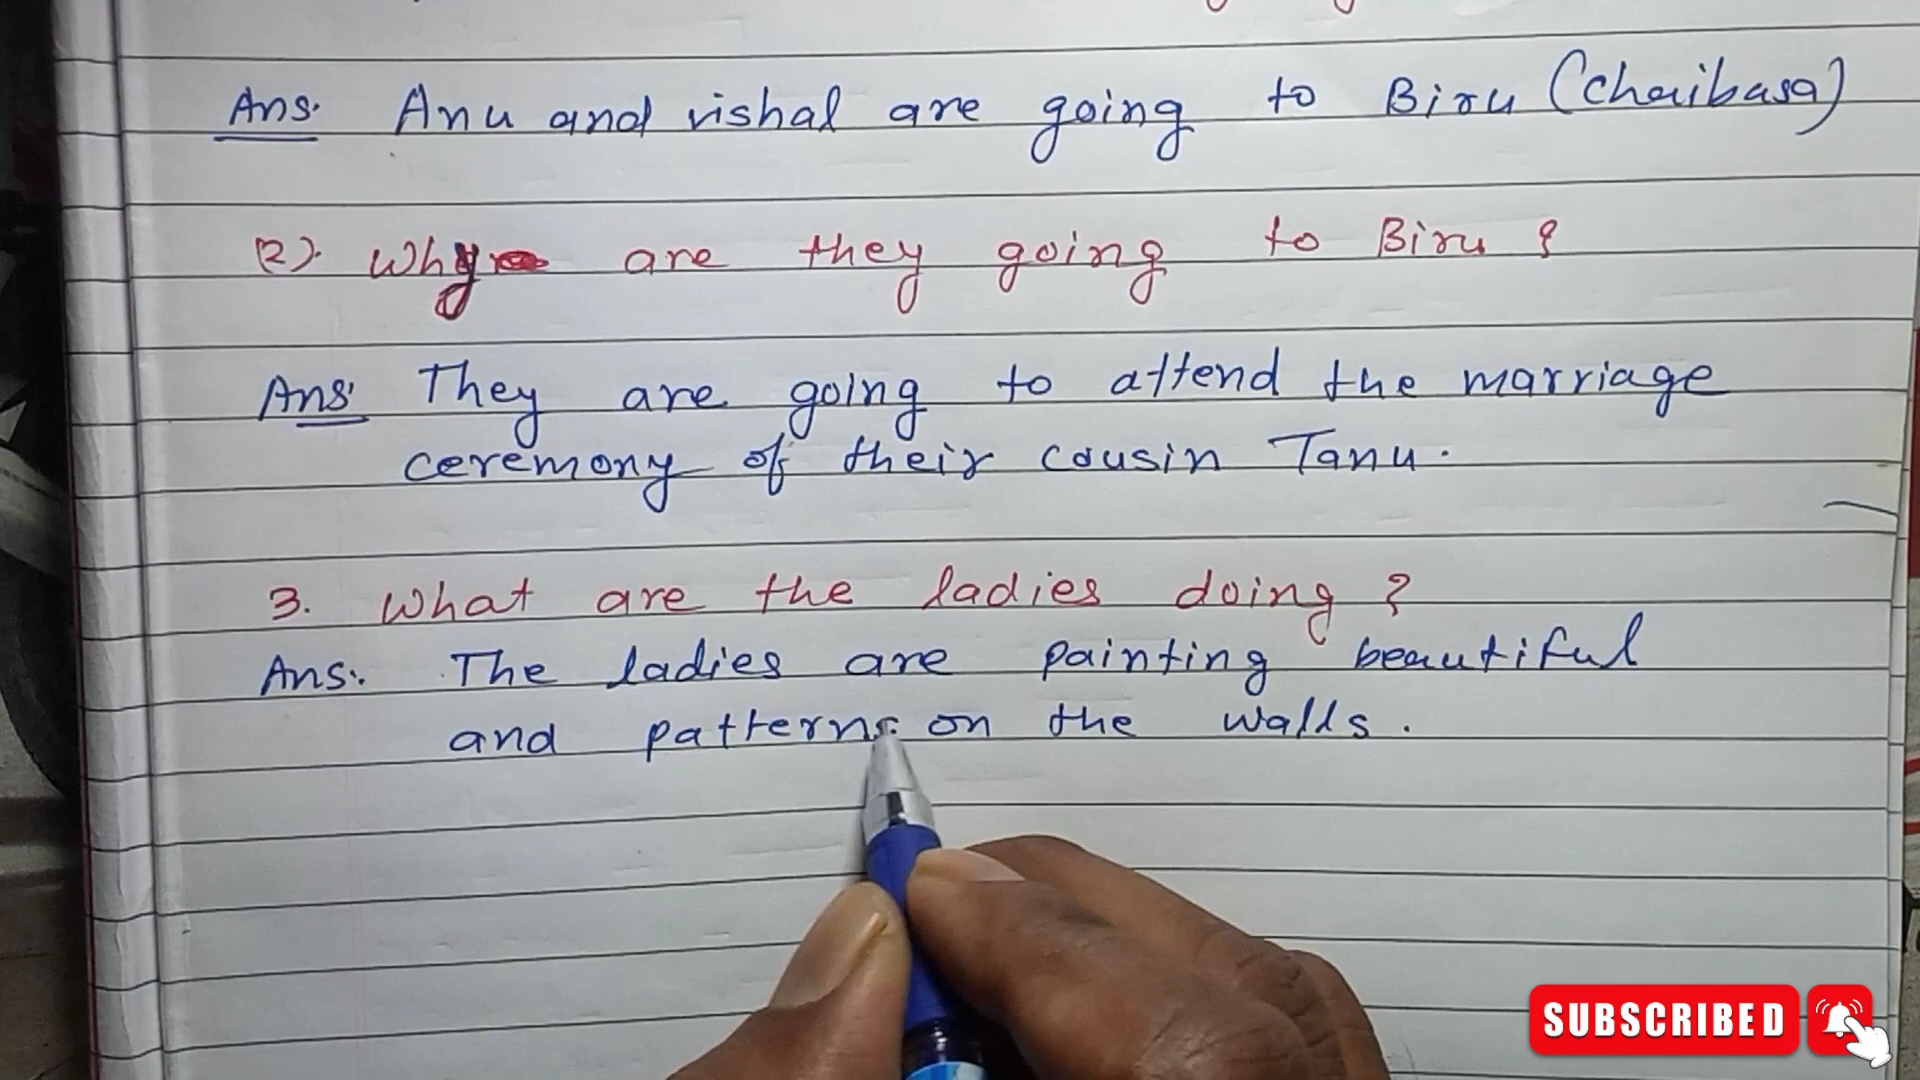 Ans. Anu and vishal are going to Biru (Chaibasa)
(2). Why are they going to Biru ?
Ans: They are going to attend the marriage
ceremony of their cousin Tanu.
3. What are the ladies doing ?
Ans:. The ladies are painting beautiful
and patterns on the walls.
SUBSCRIBED